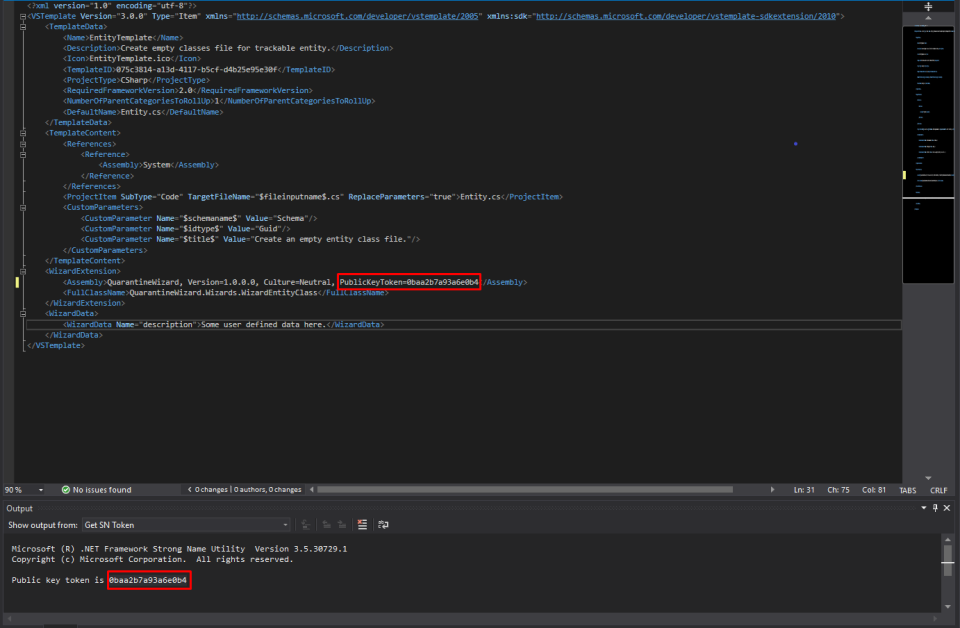 <?xml version="1.0" encoding="utf-8"?>
<VSTemplate Version="3.0.0" Type="Item" xmlns="http://schemas.microsoft.com/developer/vstemplate/2005" xmlns:sdk="http://schemas.microsoft.com/developer/vstemplate-sdkextension/2010">
<TemplateData>
<Name>EntityTemplate</Name>
<Description>Create empty classes file for trackable entity.</Description>
<Icon>EntityTemplate.ico</Icon>
<TemplateID>075c3814-a13d-4117-b5cf-d4b25e95e30f</TemplateID>
<ProjectType>CSharp</ProjectType>
<RequiredFrameworkVersion>2.0</RequiredFrameworkVersion>
<NumberOfParentCategoriesToRollUp>1</NumberOfParentCategoriesToRollUp>
<DefaultName>Entity.cs</DefaultName>
</TemplateData>
<TemplateContent>
<References>
<Reference>
<Assembly>System</Assembly>
</Reference>
</References>
<ProjectItem SubType="Code" TargetFileName="$fileinputname$.cs" ReplaceParameters="true">Entity.cs</ProjectItem>
<CustomParameters>
<CustomParameter Name="$schemaname$" Value="Schema"/>
<CustomParameter Name="$idtype$" Value="Guid"/>
<CustomParameter Name="$title$" Value="Create an empty entity class file."/>
</CustomParameters>
</TemplateContent>
<WizardExtension>
<Assembly>QuarantineWizard, Version=1.0.0.0, Culture=Neutral, PublicKeyToken=0baa2b7a93a6e0b4</Assembly>
<FullClassName>QuarantineWizard.Wizards.WizardEntityClass</FullClassName>
</WizardExtension>
<WizardData>
<WizardData Name="description">Some user defined data here.</WizardData>
</WizardData>
</VSTemplate>
90 % No issues found 0 changes | 0 authors, 0 changes Ln: 31 Ch: 75 Col: 81 TABS CRLF
Output
Show output from: Get SN Token
Microsoft (R) .NET Framework Strong Name Utility Version 3.5.30729.1
Copyright (c) Microsoft Corporation. All rights reserved.
Public key token is 0baa2b7a93a6e0b4